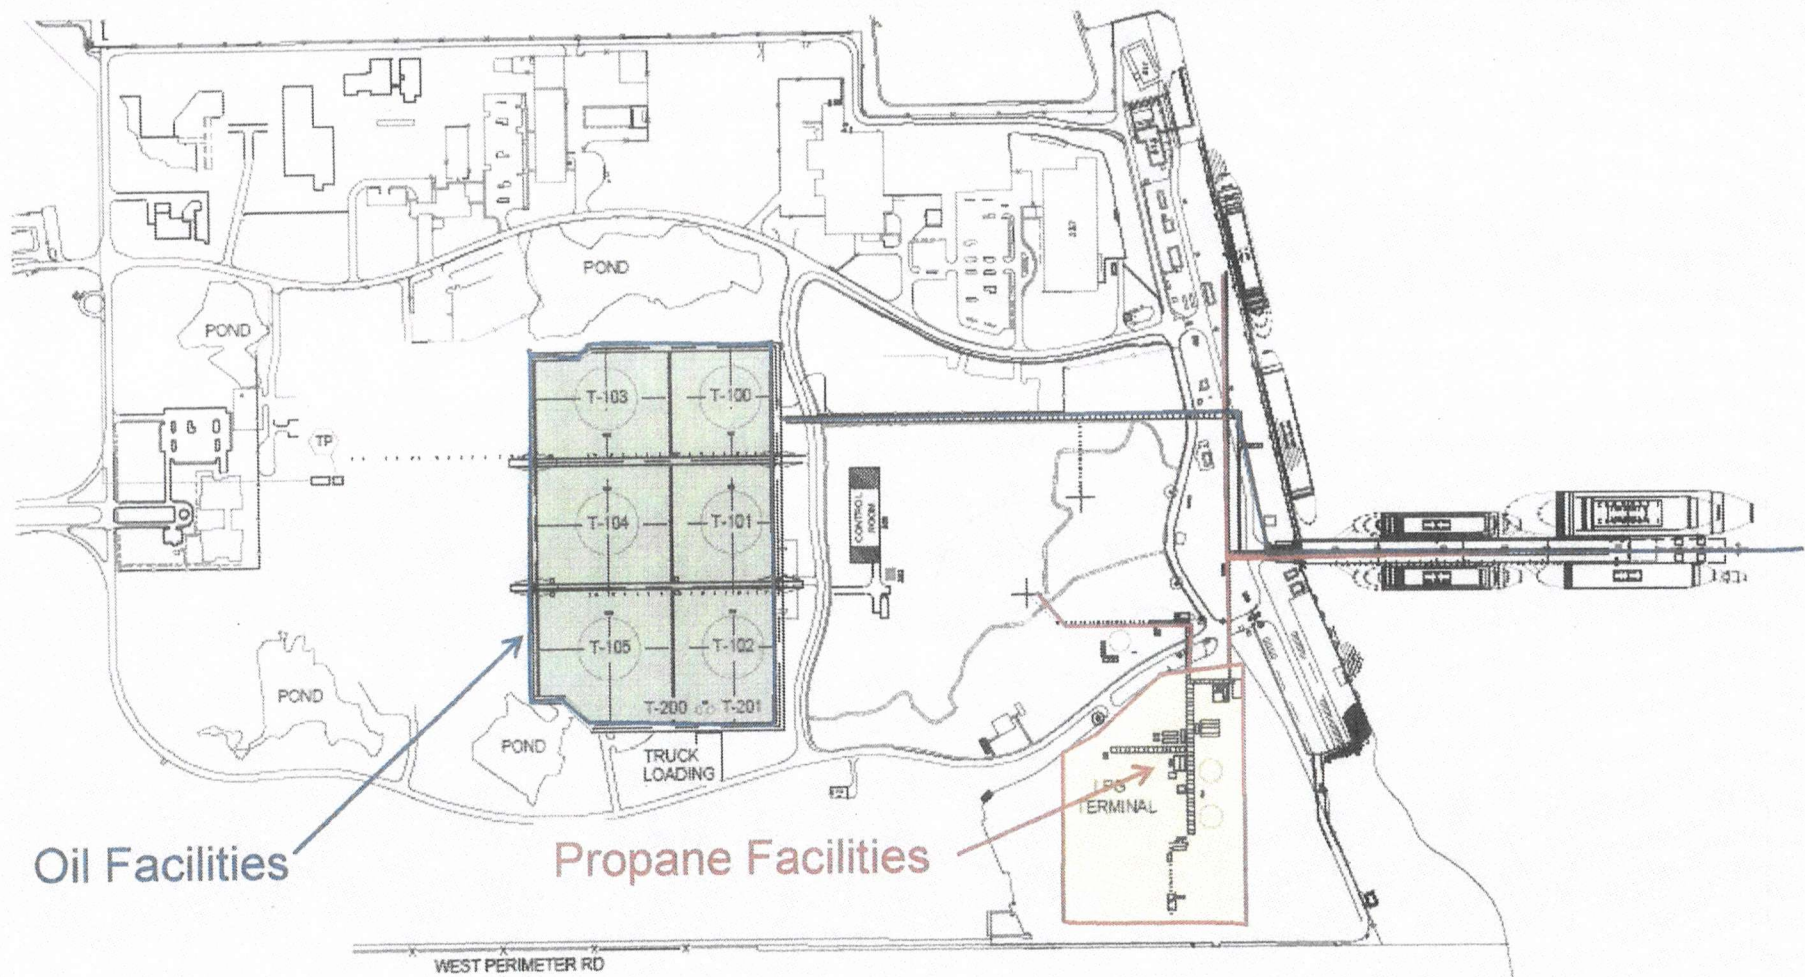 POND
POND
T-103
T-100
TP
T-104
T-101
CONTROL
ROOM
T-105
T-102
POND
T-200
T-201
POND
TRUCK
LOADING
LPG
TERMINAL
Oil Facilities
Propane Facilities
WEST PERIMETER RD